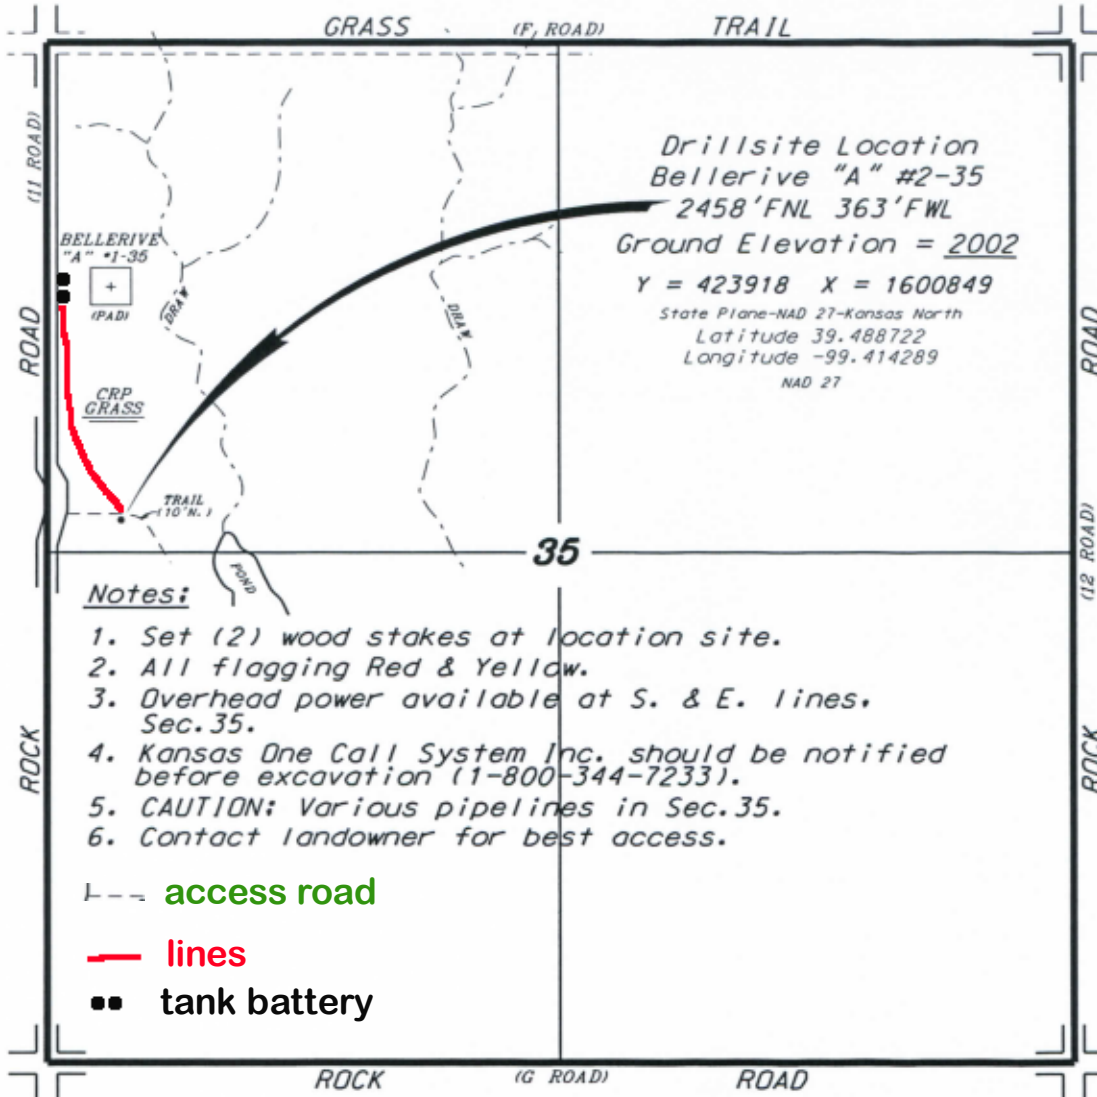 GRASS (F, ROAD) TRAIL
(11 ROAD)
ROAD
ROCK
Drillsite Location
Bellerive "A" #2-35
2458'FNL 363'FWL
Ground Elevation = 2002
Y = 423918 X = 1600849
State Plane-NAD 27-Kansas North
Latitude 39.488722
Longitude -99.414289
NAD 27
BELLERIVE
"A" #1-35
(PAD)
DRAW
DRAW
CRP
GRASS
TRAIL
(10'N.)
POND
35
ROAD
(12 ROAD)
ROCK
Notes:
1. Set (2) wood stakes at location site.
2. All flagging Red & Yellow.
3. Overhead power available at S. & E. lines,
Sec.35.
4. Kansas One Call System Inc. should be notified
before excavation (1-800-344-7233).
5. CAUTION: Various pipelines in Sec.35.
6. Contact landowner for best access.
access road
lines
tank battery
ROCK (G ROAD) ROAD